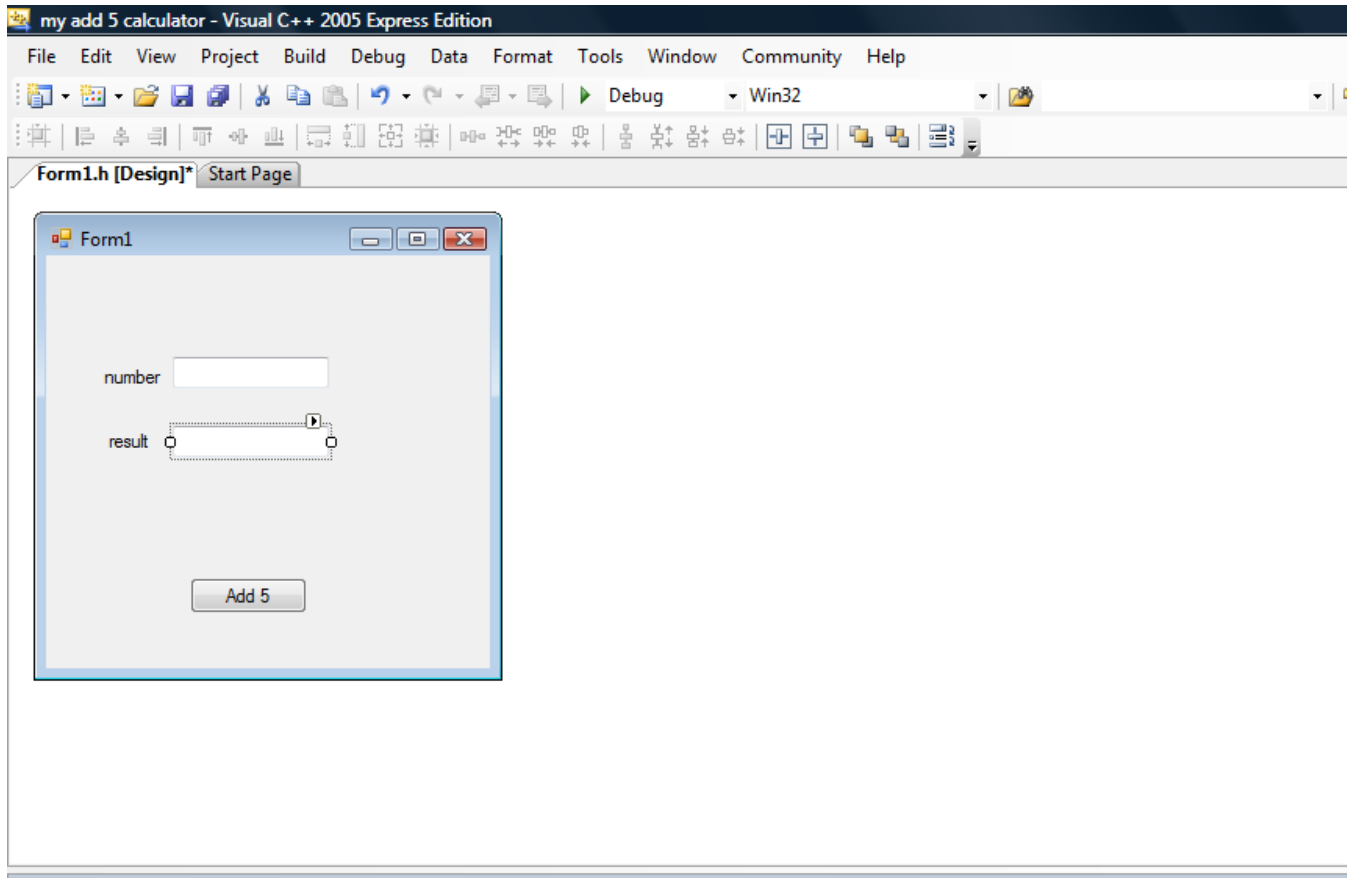 my add 5 calculator - Visual C++ 2005 Express Edition
File Edit View Project Build Debug Data Format Tools Window Community Help
Debug Win32
Form1.h [Design]* Start Page
Form1
number
result
Add 5